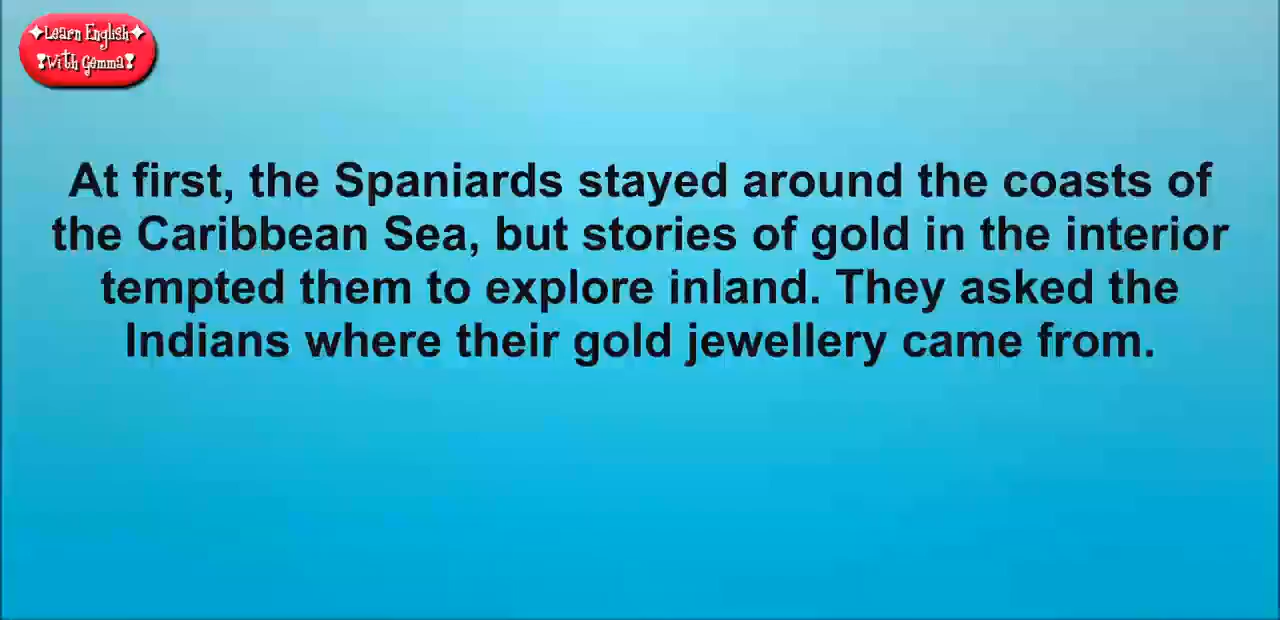 ✦Learn English✦
❣With Gemma❣
At first, the Spaniards stayed around the coasts of
the Caribbean Sea, but stories of gold in the interior
tempted them to explore inland. They asked the
Indians where their gold jewellery came from.